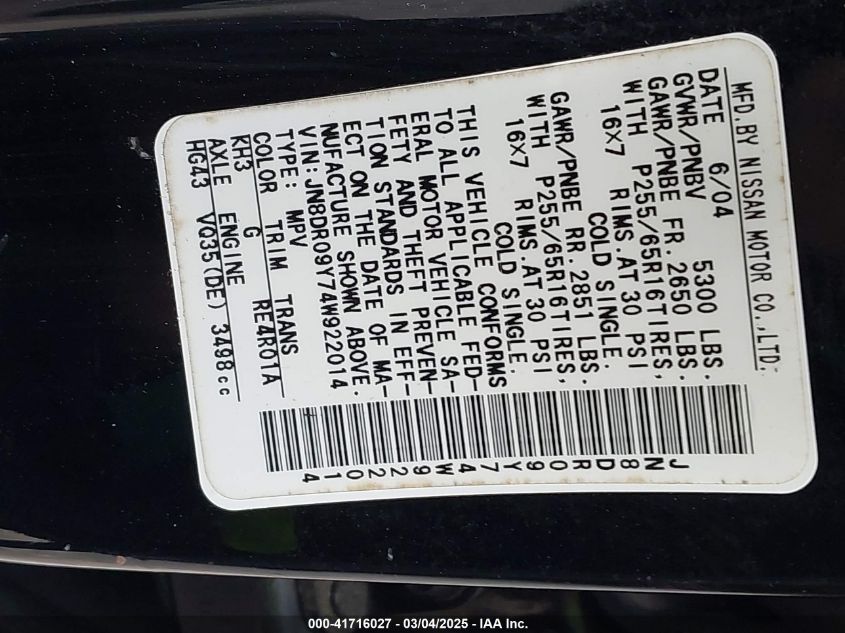 MFD.BY NISSAN MOTOR CO.,LTD.
DATE 6/04 5300 LBS.
GVWR/PNBV
GAWR/PNBE FR. 2650 LBS.
WITH P255/65R16TIRES,
16X7 RIMS.AT 30 PSI
COLD SINGLE.
GAWR/PNBE RR. 2851 LBS.
WITH P255/65R16TIRES,
16X7 RIMS.AT 30 PSI
COLD SINGLE.
THIS VEHICLE CONFORMS
TO ALL APPLICABLE FED-
ERAL MOTOR VEHICLE SA-
FETY AND THEFT PREVEN-
TION STANDARDS IN EFF-
ECT ON THE DATE OF MA-
NUFACTURE SHOWN ABOVE.
VIN:JN8DR09Y74W922014
TYPE: MPV
COLOR TRIM TRANS
KH3 G RE4R01A
AXLE ENGINE
HG43 VQ35(DE) 3498cc
JN8DR09Y74W922014
000-41716027 — 03/04/2025 — IAA Inc.